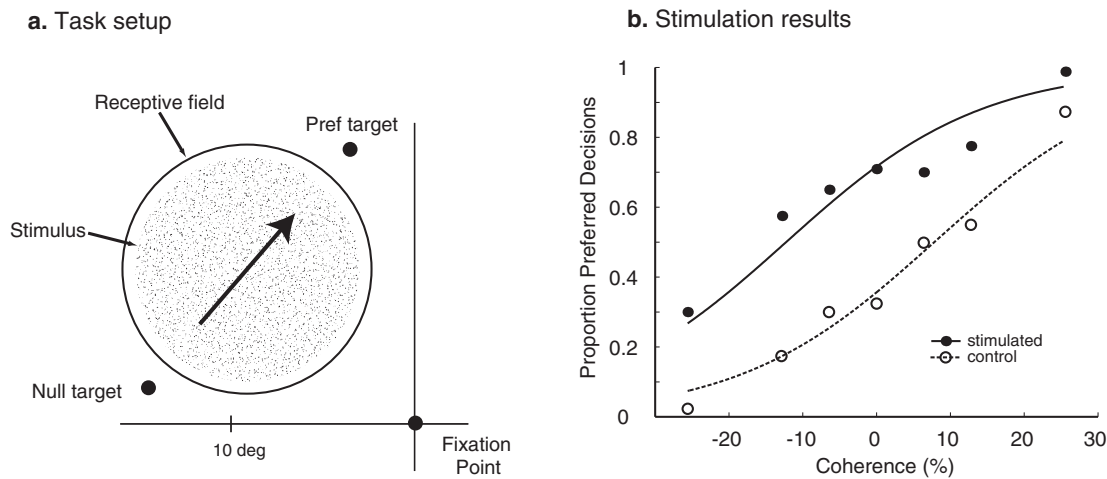 a. Task setup
Receptive field
Pref target
Stimulus
Null target
10 deg
Fixation
Point
b. Stimulation results
Proportion Preferred Decisions
1
0.8
0.6
0.4
0.2
0
-20
-10
0
10
20
30
Coherence (%)
stimulated
control